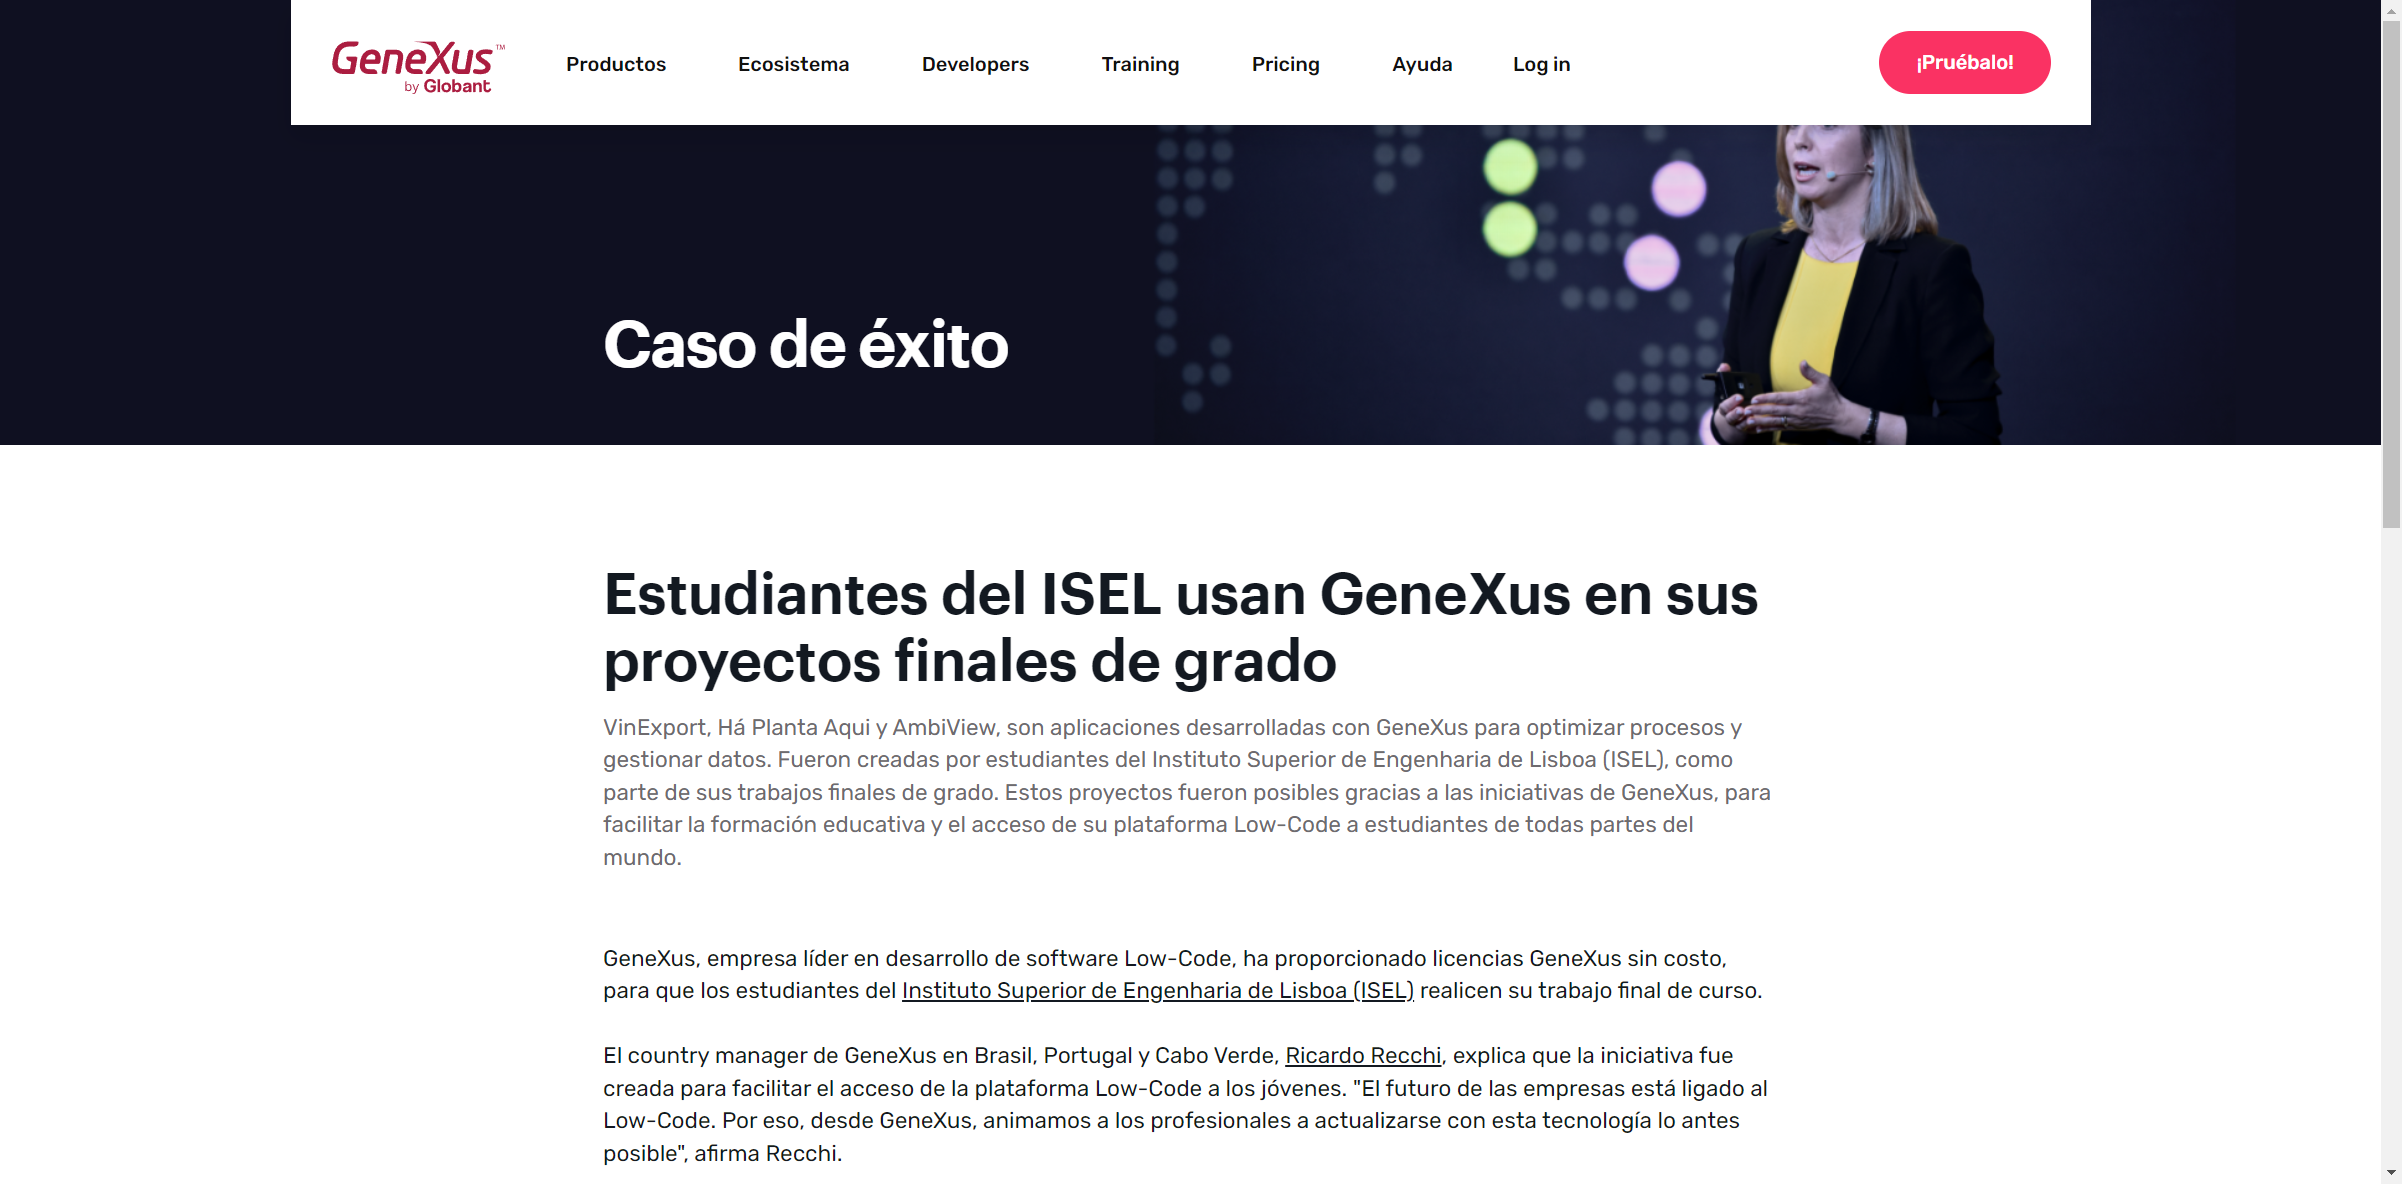 GeneXus™
by Globant
Productos
Ecosistema
Developers
Training
Pricing
Ayuda
Log in
¡Pruébalo!
Caso de éxito
Estudiantes del ISEL usan GeneXus en sus
proyectos finales de grado
VinExport, Há Planta Aqui y AmbiView, son aplicaciones desarrolladas con GeneXus para optimizar procesos y
gestionar datos. Fueron creadas por estudiantes del Instituto Superior de Engenharia de Lisboa (ISEL), como
parte de sus trabajos finales de grado. Estos proyectos fueron posibles gracias a las iniciativas de GeneXus, para
facilitar la formación educativa y el acceso de su plataforma Low-Code a estudiantes de todas partes del
mundo.
GeneXus, empresa líder en desarrollo de software Low-Code, ha proporcionado licencias GeneXus sin costo,
para que los estudiantes del Instituto Superior de Engenharia de Lisboa (ISEL) realicen su trabajo final de curso.
El country manager de GeneXus en Brasil, Portugal y Cabo Verde, Ricardo Recchi, explica que la iniciativa fue
creada para facilitar el acceso de la plataforma Low-Code a los jóvenes. "El futuro de las empresas está ligado al
Low-Code. Por eso, desde GeneXus, animamos a los profesionales a actualizarse con esta tecnología lo antes
posible", afirma Recchi.